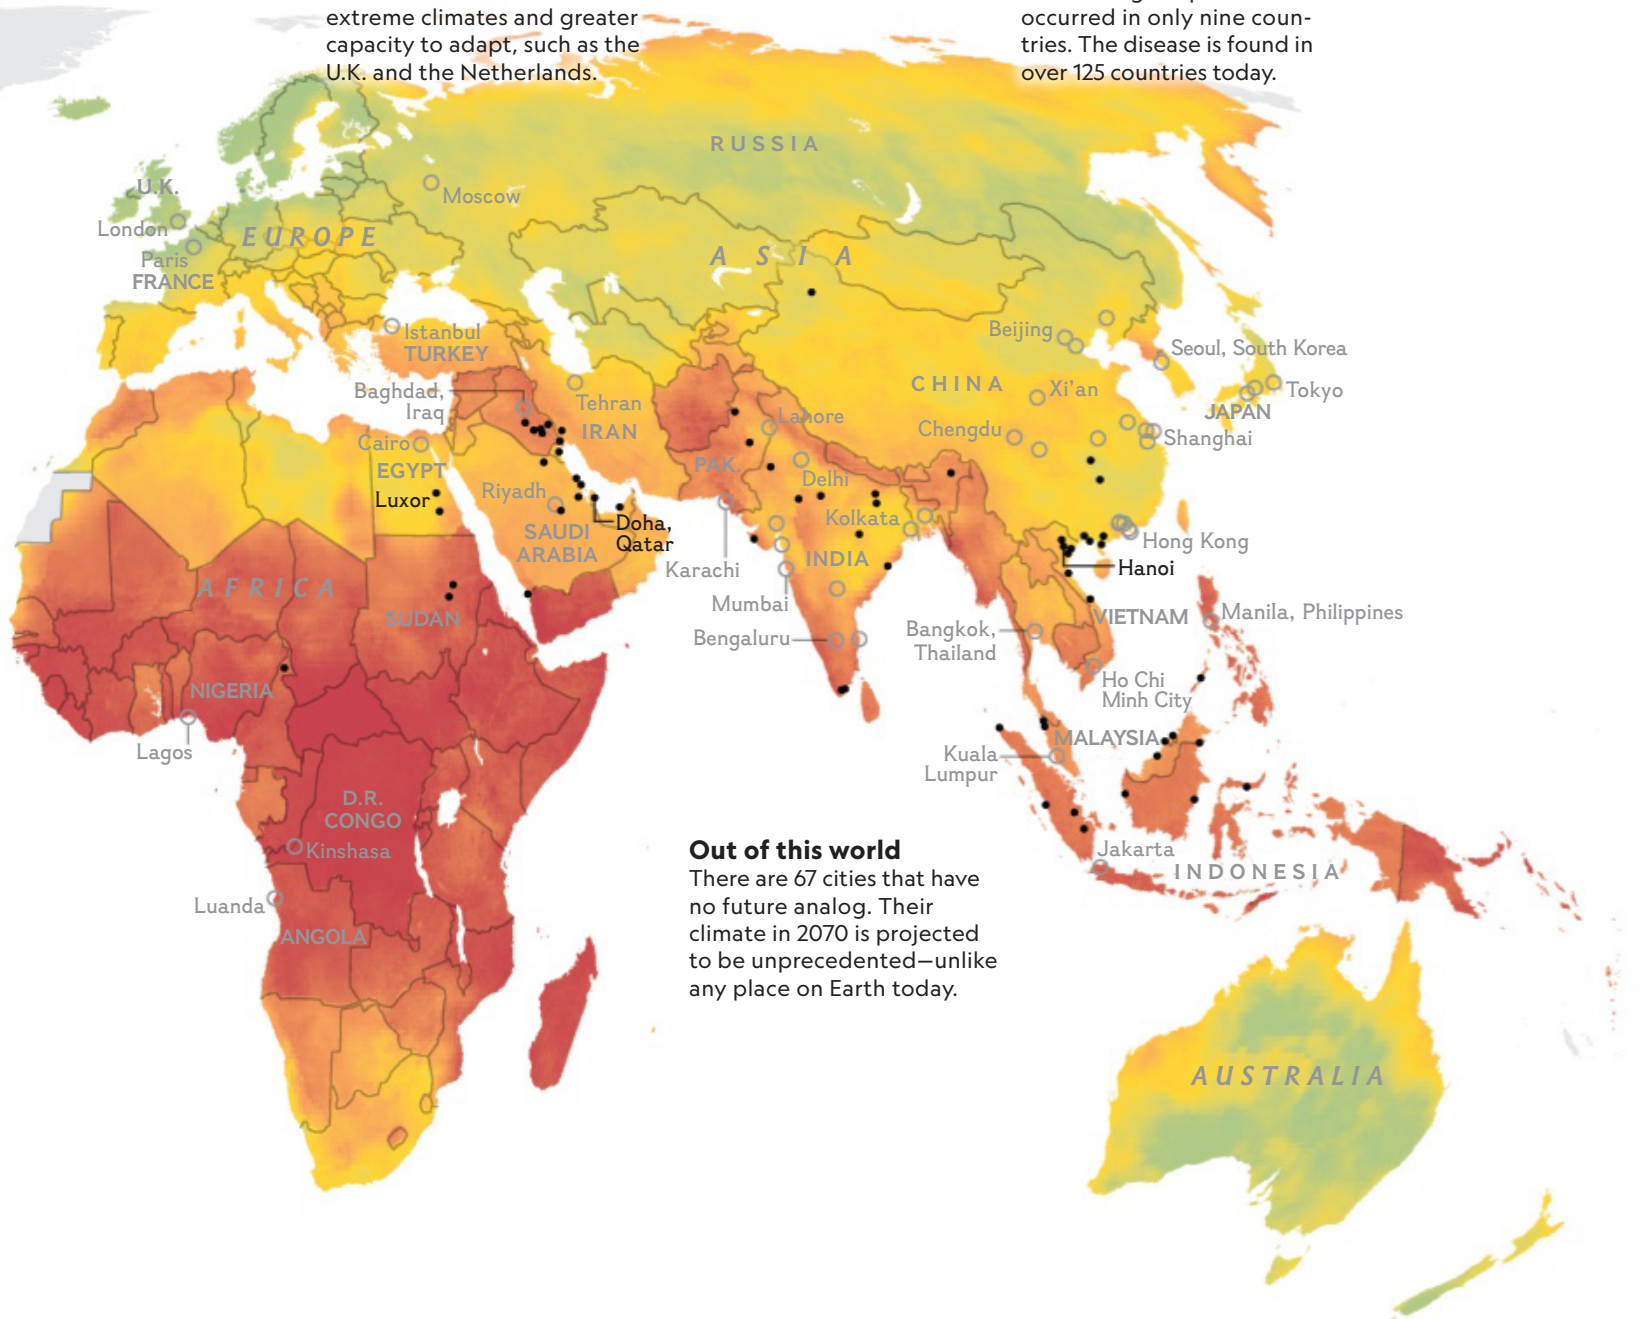 extreme climates and greater
capacity to adapt, such as the
U.K. and the Netherlands.
occurred in only nine coun-
tries. The disease is found in
over 125 countries today.
RUSSIA
U.K.
Moscow
London
EUROPE
Paris
FRANCE
ASIA
Istanbul
TURKEY
Beijing
Seoul, South Korea
Baghdad,
Iraq
Tehran
IRAN
CHINA
Xi'an
Tokyo
JAPAN
Lahore
Chengdu
Shanghai
Cairo
EGYPT
Luxor
Riyadh
SAUDI
ARABIA
Doha,
Qatar
PAK.
Delhi
Kolkata
INDIA
Karachi
Mumbai
Bengaluru
Hong Kong
Hanoi
VIETNAM
Manila, Philippines
Bangkok,
Thailand
Ho Chi
Minh City
AFRICA
SUDAN
NIGERIA
Lagos
MALAYSIA
Kuala
Lumpur
D.R.
CONGO
Kinshasa
Luanda
ANGOLA
Jakarta
INDONESIA
Out of this world
There are 67 cities that have
no future analog. Their
climate in 2070 is projected
to be unprecedented—unlike
any place on Earth today.
AUSTRALIA